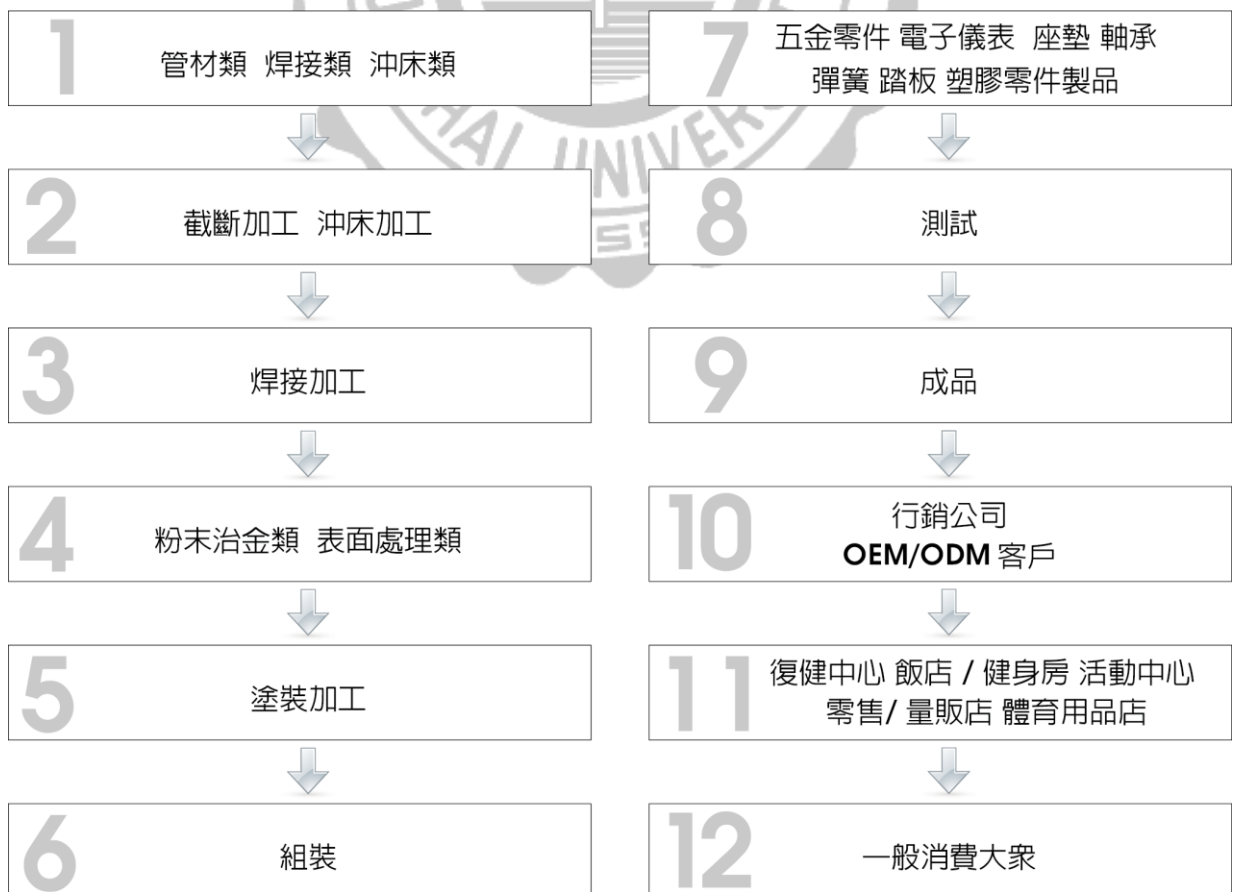 1
管材類 焊接類 沖床類
2
截斷加工 沖床加工
3
焊接加工
4
粉末治金類 表面處理類
5
塗裝加工
6
組裝
7
五金零件 電子儀表 座墊 軸承
彈簧 踏板 塑膠零件製品
8
測試
9
成品
10
行銷公司
OEM/ODM 客戶
11
復健中心 飯店 / 健身房 活動中心
零售/ 量販店 體育用品店
12
一般消費大眾
HAI UNIVER